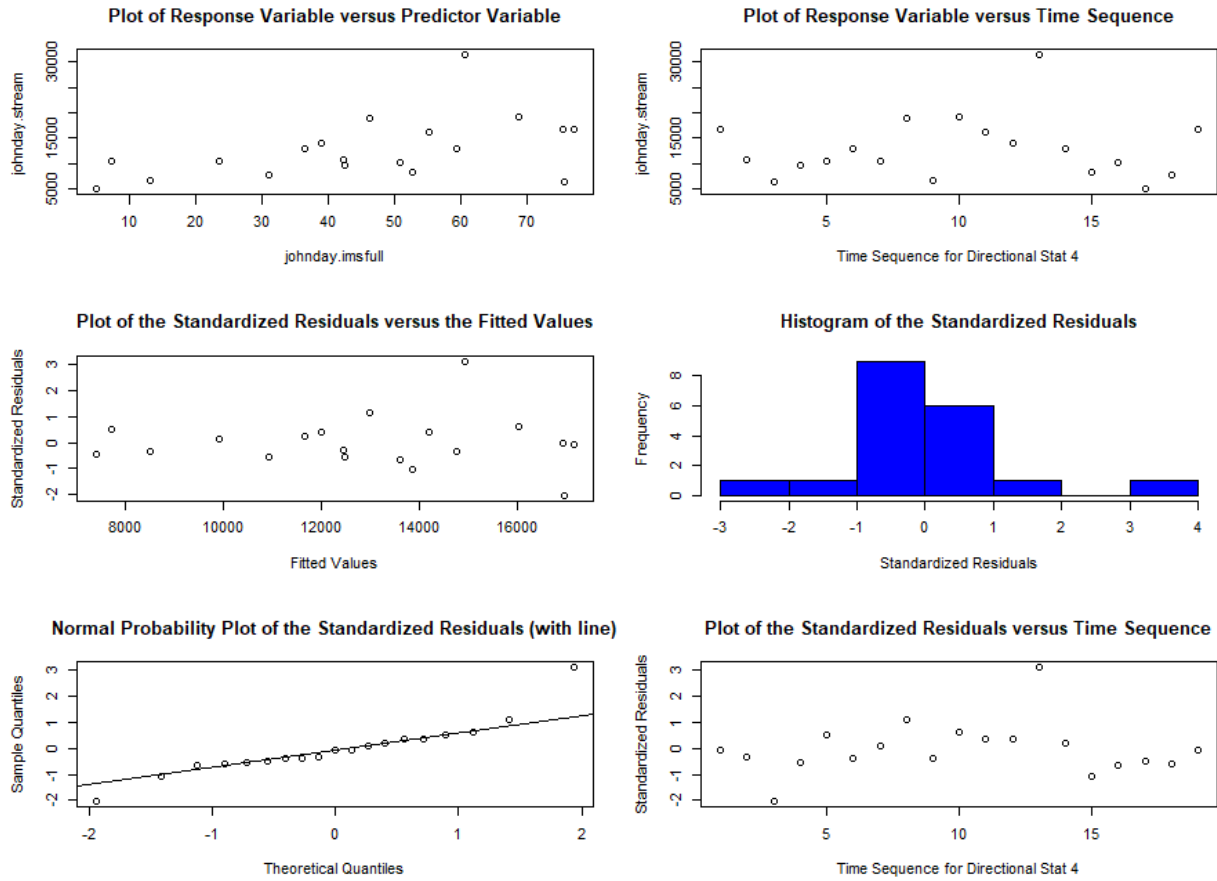 Plot of Response Variable versus Predictor Variable
johnday.stream
30000
15000
5000
10 20 30 40 50 60 70
johnday.imsfull
Plot of Response Variable versus Time Sequence
johnday.stream
30000
15000
5000
5 10 15
Time Sequence for Directional Stat 4
Plot of the Standardized Residuals versus the Fitted Values
Standardized Residuals
3
2
1
0
-1
-2
8000 10000 12000 14000 16000
Fitted Values
Histogram of the Standardized Residuals
Frequency
8
6
4
2
0
-3 -2 -1 0 1 2 3 4
Standardized Residuals
Normal Probability Plot of the Standardized Residuals (with line)
Sample Quantiles
3
2
1
0
-1
-2
-2 -1 0 1 2
Theoretical Quantiles
Plot of the Standardized Residuals versus Time Sequence
Standardized Residuals
3
2
1
0
-1
-2
5 10 15
Time Sequence for Directional Stat 4